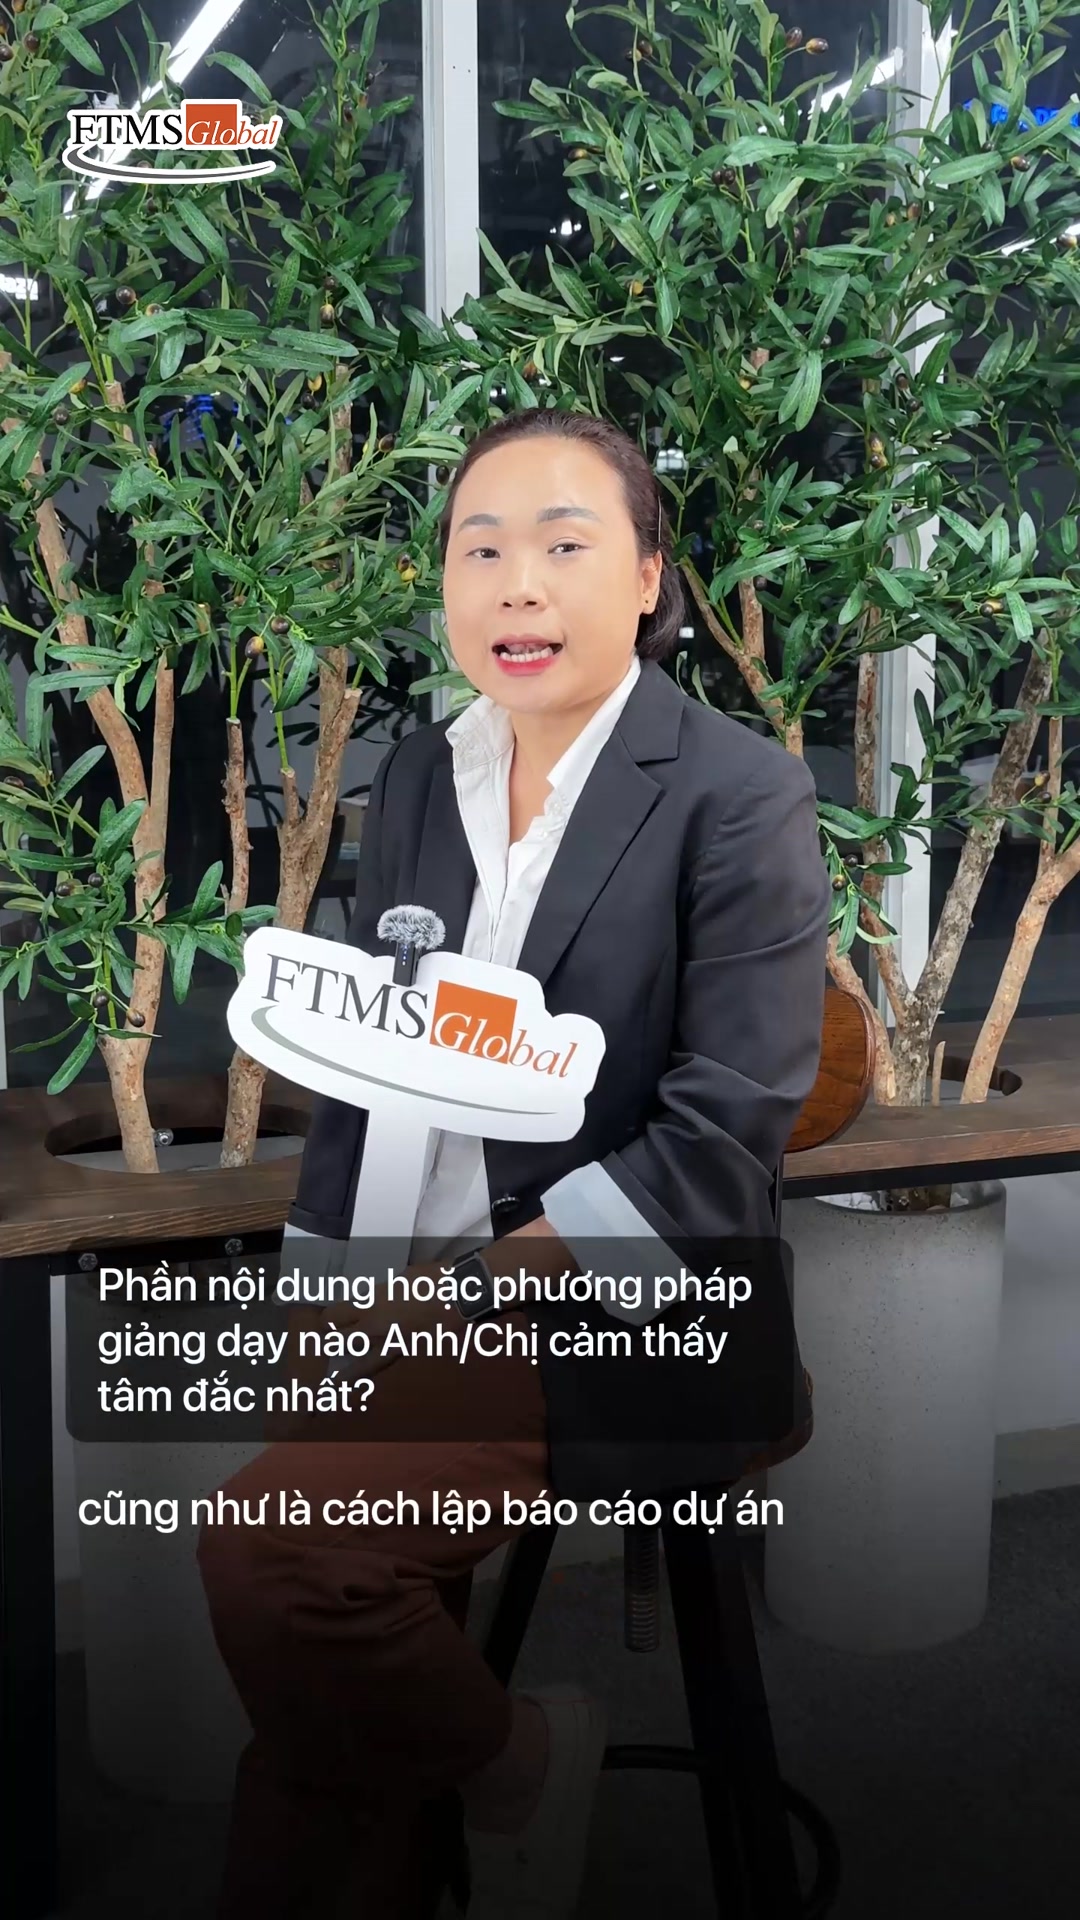 FTMS Global
FTMS Global
Phần nội dung hoặc phương pháp
giảng dạy nào Anh/Chị cảm thấy
tâm đắc nhất?
cũng như là cách lập báo cáo dự án